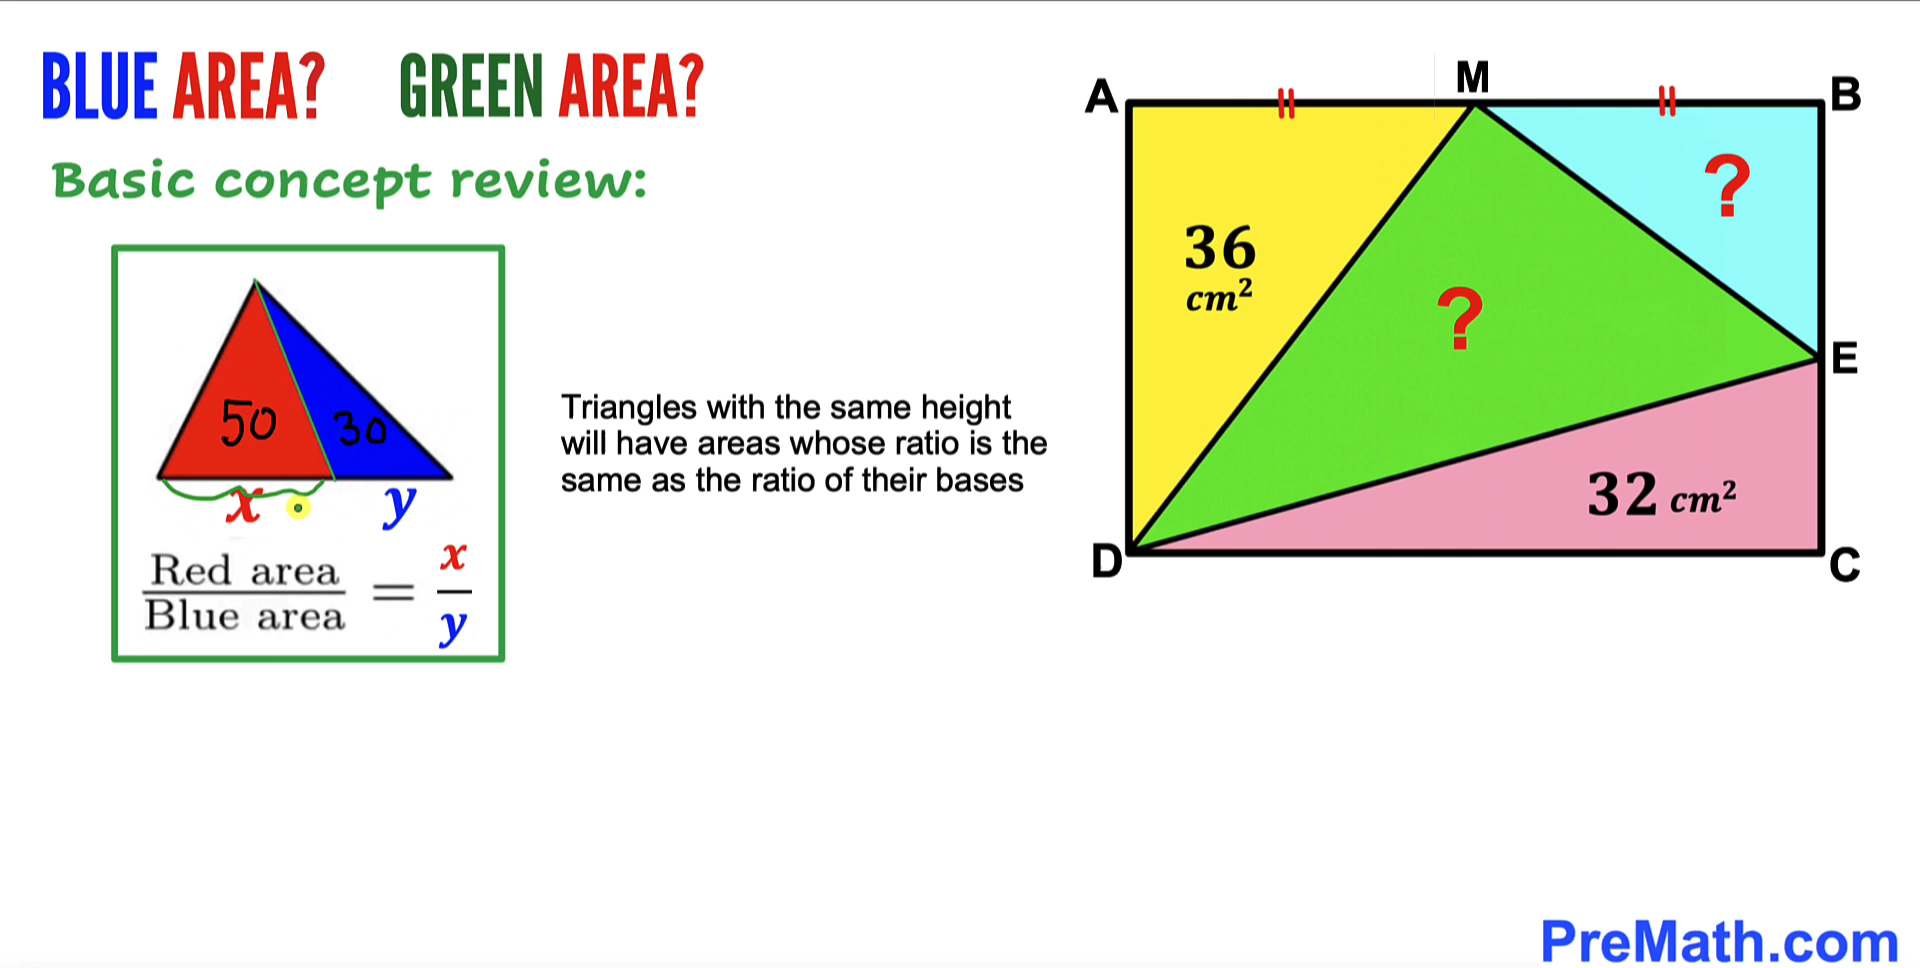 BLUE AREA? GREEN AREA?
Basic concept review:
50 30
x y
Red area
Blue area
=
x
y
Triangles with the same height
will have areas whose ratio is the
same as the ratio of their bases
A M B
?
36
cm²
?
E
32 cm²
D C
PreMath.com